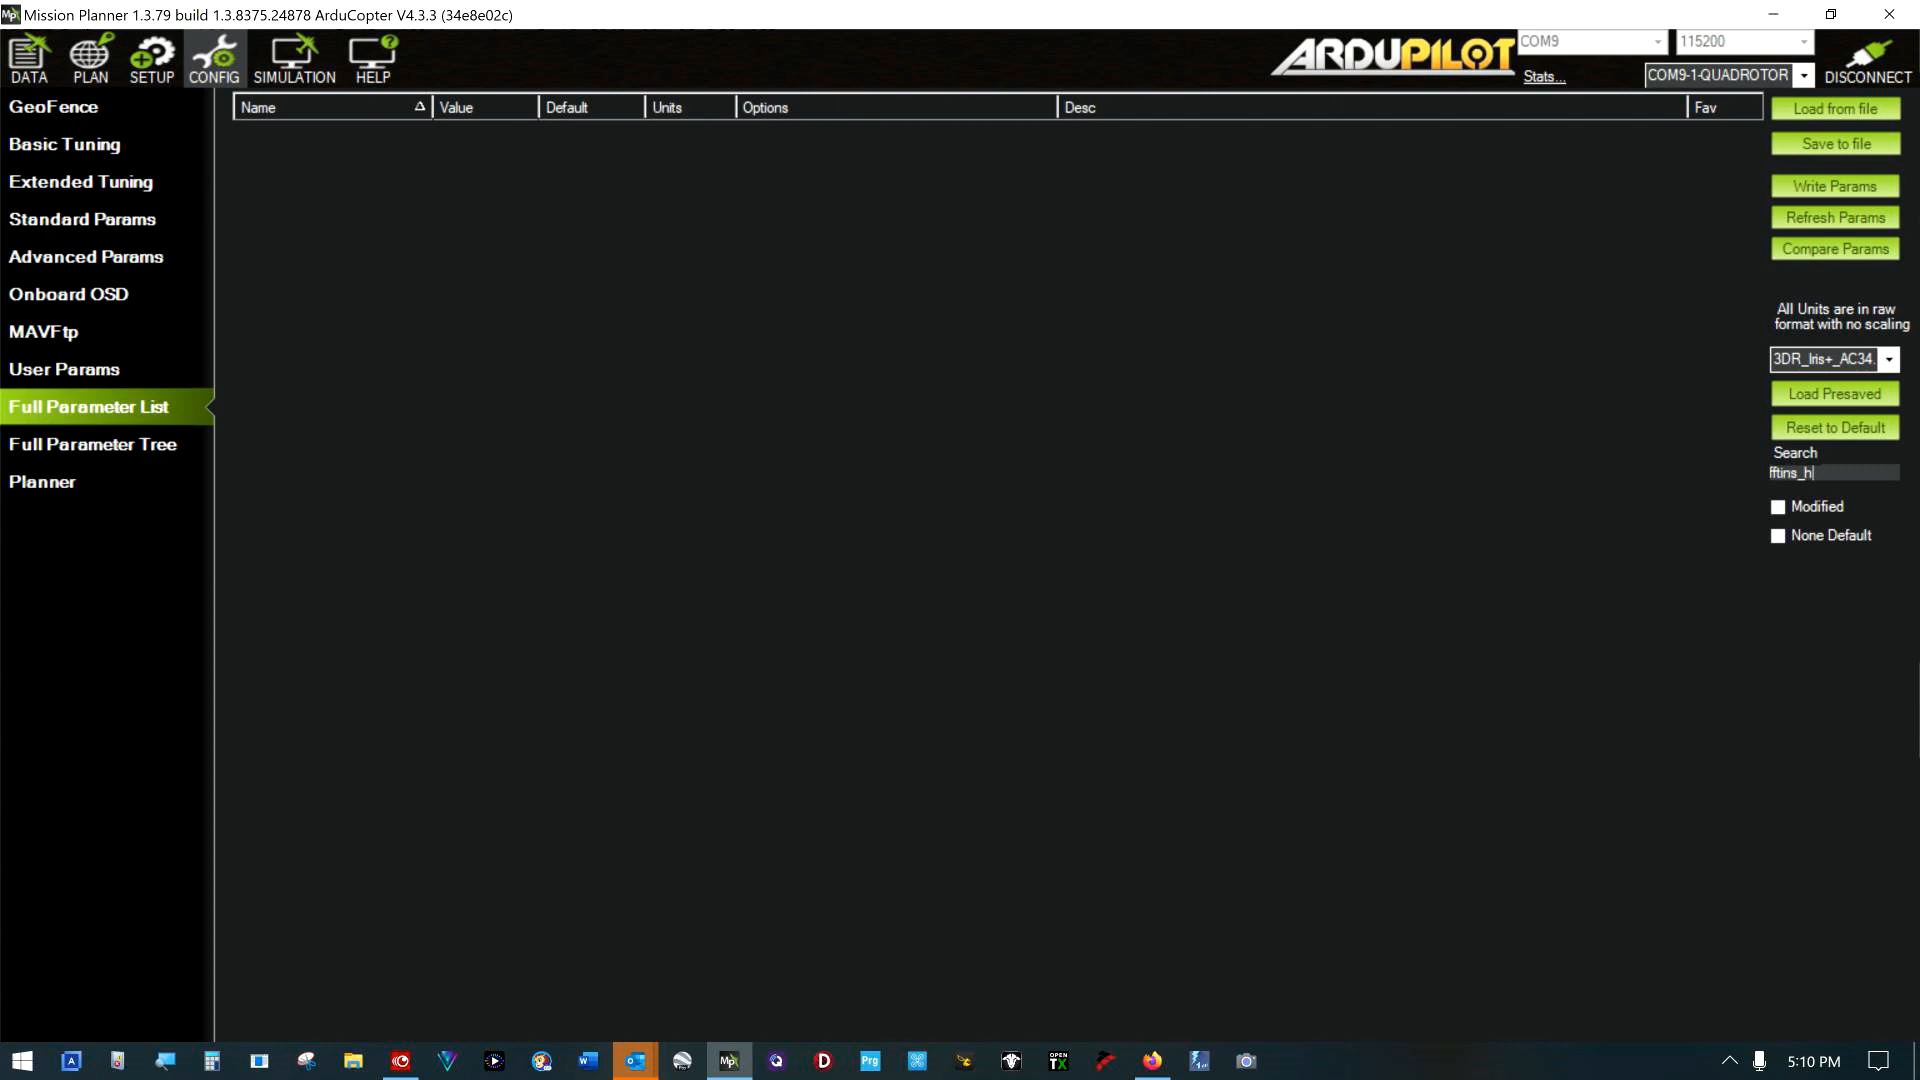 Mission Planner 1.3.79 build 1.3.8375.24878 ArduCopter V4.3.3 (34e8e02c)
DATA PLAN SETUP CONFIG SIMULATION HELP
ARDUPILOT
COM9 115200
Stats... COM9-1-QUADROTOR DISCONNECT
GeoFence
Basic Tuning
Extended Tuning
Standard Params
Advanced Params
Onboard OSD
MAVFtp
User Params
Full Parameter List
Full Parameter Tree
Planner
Name Value Default Units Options Desc Fav
Load from file
Save to file
Write Params
Refresh Params
Compare Params
All Units are in raw
format with no scaling
3DR_Iris+_AC34.
Load Presaved
Reset to Default
Search
fftins_h
Modified
None Default
5:10 PM